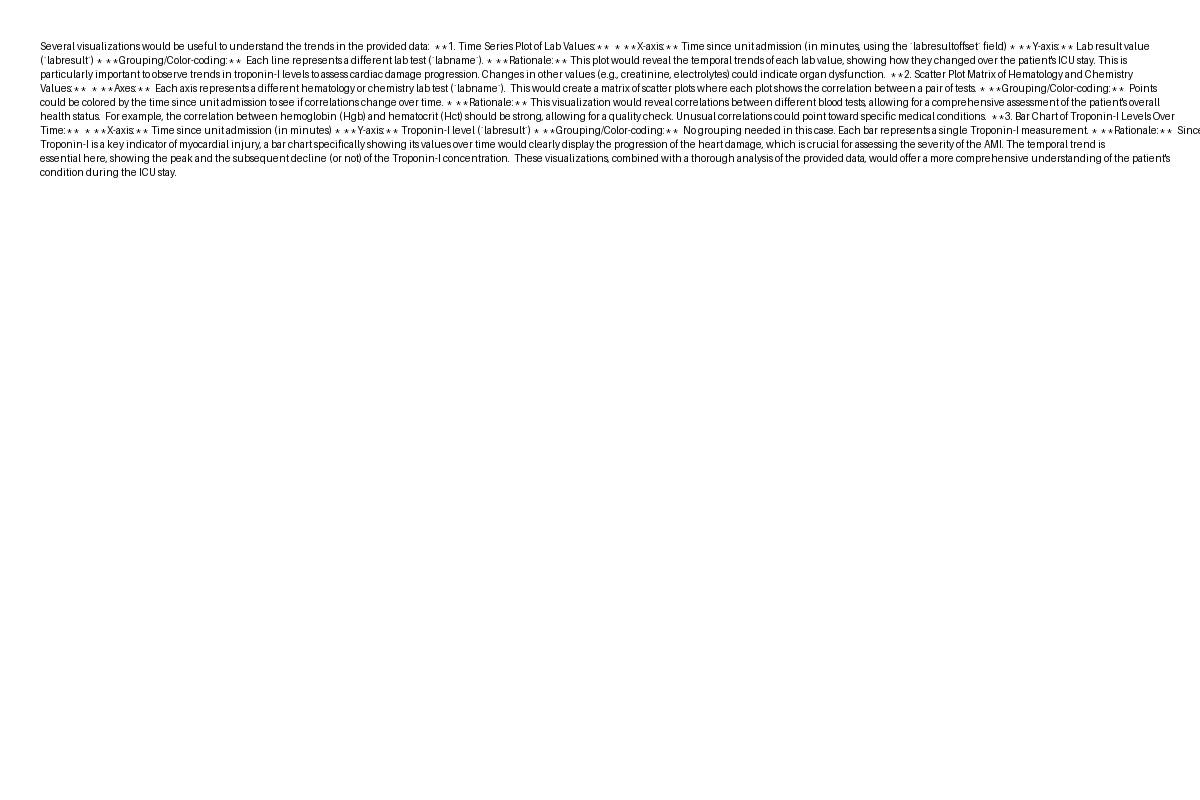 Several visualizations would be useful to understand the trends in the provided data:  **1. Time Series Plot of Lab Values:**  * **X-axis:** Time since unit admission (in minutes, using the `labresultoffset` field) * **Y-axis:** Lab result value
(`labresult`) * **Grouping/Color-coding:**  Each line represents a different lab test (`labname`). * **Rationale:** This plot would reveal the temporal trends of each lab value, showing how they changed over the patient's ICU stay. This is
particularly important to observe trends in troponin-I levels to assess cardiac damage progression. Changes in other values (e.g., creatinine, electrolytes) could indicate organ dysfunction.  **2. Scatter Plot Matrix of Hematology and Chemistry
Values:**  * **Axes:**  Each axis represents a different hematology or chemistry lab test (`labname`).  This would create a matrix of scatter plots where each plot shows the correlation between a pair of tests. * **Grouping/Color-coding:**  Points
could be colored by the time since unit admission to see if correlations change over time. * **Rationale:** This visualization would reveal correlations between different blood tests, allowing for a comprehensive assessment of the patient's overall
health status.  For example, the correlation between hemoglobin (Hgb) and hematocrit (Hct) should be strong, allowing for a quality check. Unusual correlations could point toward specific medical conditions.  **3. Bar Chart of Troponin-I Levels Over
Time:**  * **X-axis:** Time since unit admission (in minutes) * **Y-axis:** Troponin-I level (`labresult`) * **Grouping/Color-coding:**  No grouping needed in this case. Each bar represents a single Troponin-I measurement. * **Rationale:**  Sinc
Troponin-I is a key indicator of myocardial injury, a bar chart specifically showing its values over time would clearly display the progression of the heart damage, which is crucial for assessing the severity of the AMI. The temporal trend is
essential here, showing the peak and the subsequent decline (or not) of the Troponin-I concentration.  These visualizations, combined with a thorough analysis of the provided data, would offer a more comprehensive understanding of the patient's
condition during the ICU stay.